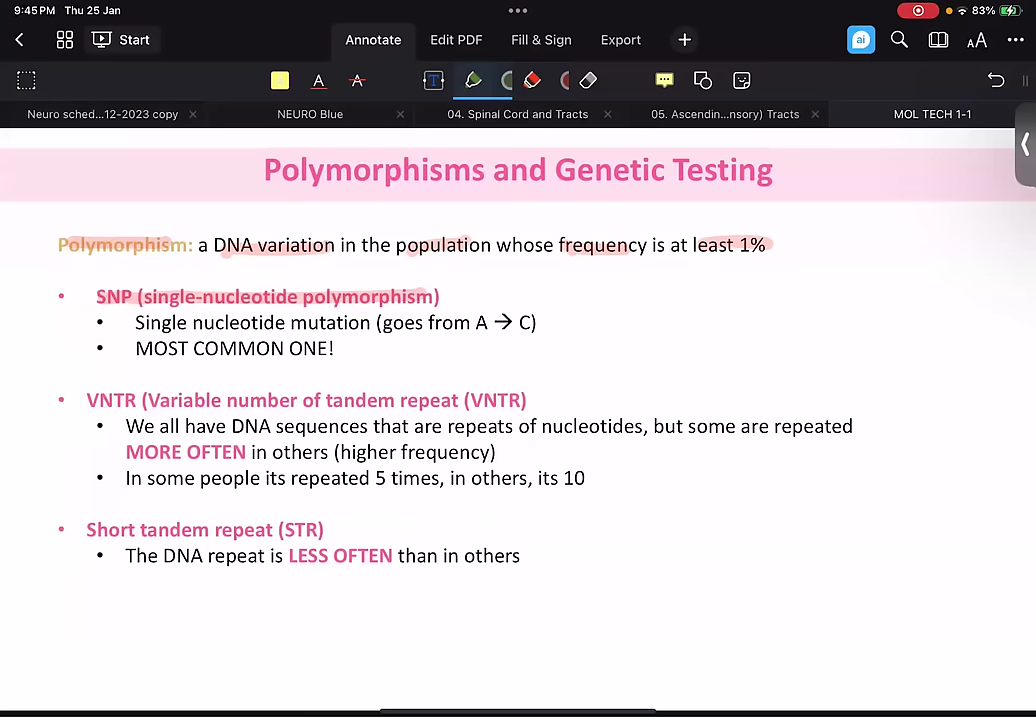 9:45 PM Thu 25 Jan
83%
Start
Annotate Edit PDF Fill & Sign Export
ai
AA
A A
T
Neuro sched...12-2023 copy NEURO Blue 04. Spinal Cord and Tracts 05. Ascendin...nsory) Tracts MOL TECH 1-1
Polymorphisms and Genetic Testing
Polymorphism: a DNA variation in the population whose frequency is at least 1%
• SNP (single-nucleotide polymorphism)
• Single nucleotide mutation (goes from A → C)
• MOST COMMON ONE!
• VNTR (Variable number of tandem repeat (VNTR)
• We all have DNA sequences that are repeats of nucleotides, but some are repeated
MORE OFTEN in others (higher frequency)
• In some people its repeated 5 times, in others, its 10
• Short tandem repeat (STR)
• The DNA repeat is LESS OFTEN than in others